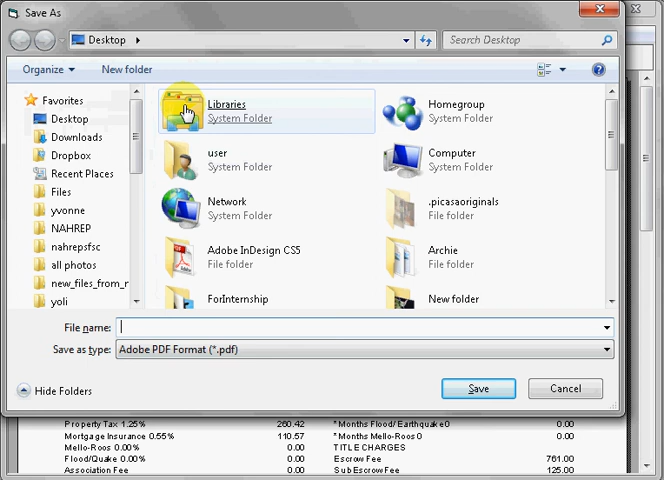 Save As
Desktop
Search Desktop
Organize
New folder
Favorites
Desktop
Downloads
Dropbox
Recent Places
Files
yvonne
NAHREP
nahrepsfsc
all photos
new_files_from_r
yoli
Libraries
System Folder
Homegroup
System Folder
user
System Folder
Computer
System Folder
Network
System Folder
.picasaoriginals
File folder
Adobe InDesign CS5
File folder
Archie
File folder
ForInternship
New folder
File name:
Save as type: Adobe PDF Format (*.pdf)
Hide Folders
Save
Cancel
Property Tax 1.25% 260.42 * Months Flood/Earthquake0 0.00
Mortgage Insurance 0.55% 110.57 * Months Mello-Roos 0 0.00
Mello-Roos 0.00% 0.00 TITLE CHARGES
Flood/Quake 0.00% 0.00 Escrow Fee 761.00
Association Fee 0.00 Sub Escrow Fee 125.00